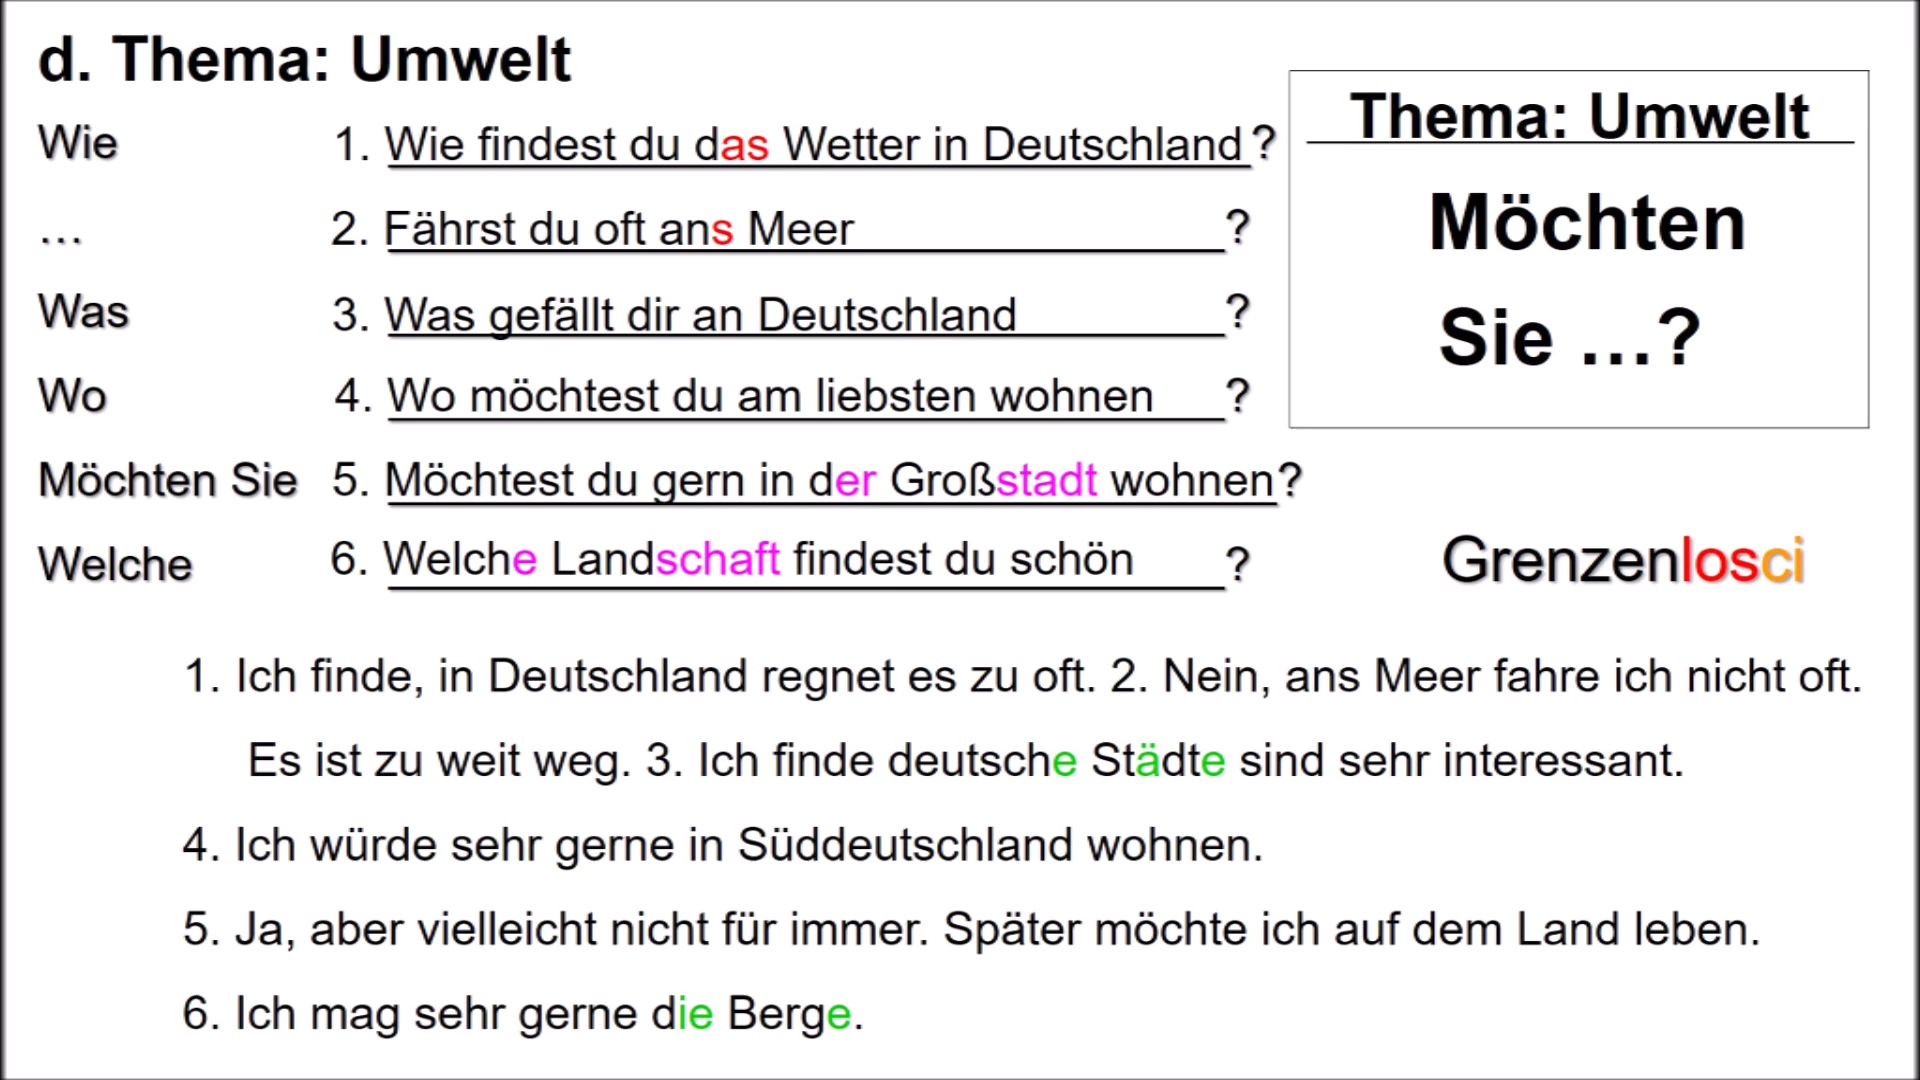 d. Thema: Umwelt
Wie 1. Wie findest du das Wetter in Deutschland?
... 2. Fährst du oft ans Meer ?
Was 3. Was gefällt dir an Deutschland ?
Wo 4. Wo möchtest du am liebsten wohnen ?
Möchten Sie 5. Möchtest du gern in der Großstadt wohnen?
Welche 6. Welche Landschaft findest du schön ?
Thema: Umwelt
Möchten
Sie ...?
Grenzenlosci
1. Ich finde, in Deutschland regnet es zu oft. 2. Nein, ans Meer fahre ich nicht oft.
Es ist zu weit weg. 3. Ich finde deutsche Städte sind sehr interessant.
4. Ich würde sehr gerne in Süddeutschland wohnen.
5. Ja, aber vielleicht nicht für immer. Später möchte ich auf dem Land leben.
6. Ich mag sehr gerne die Berge.